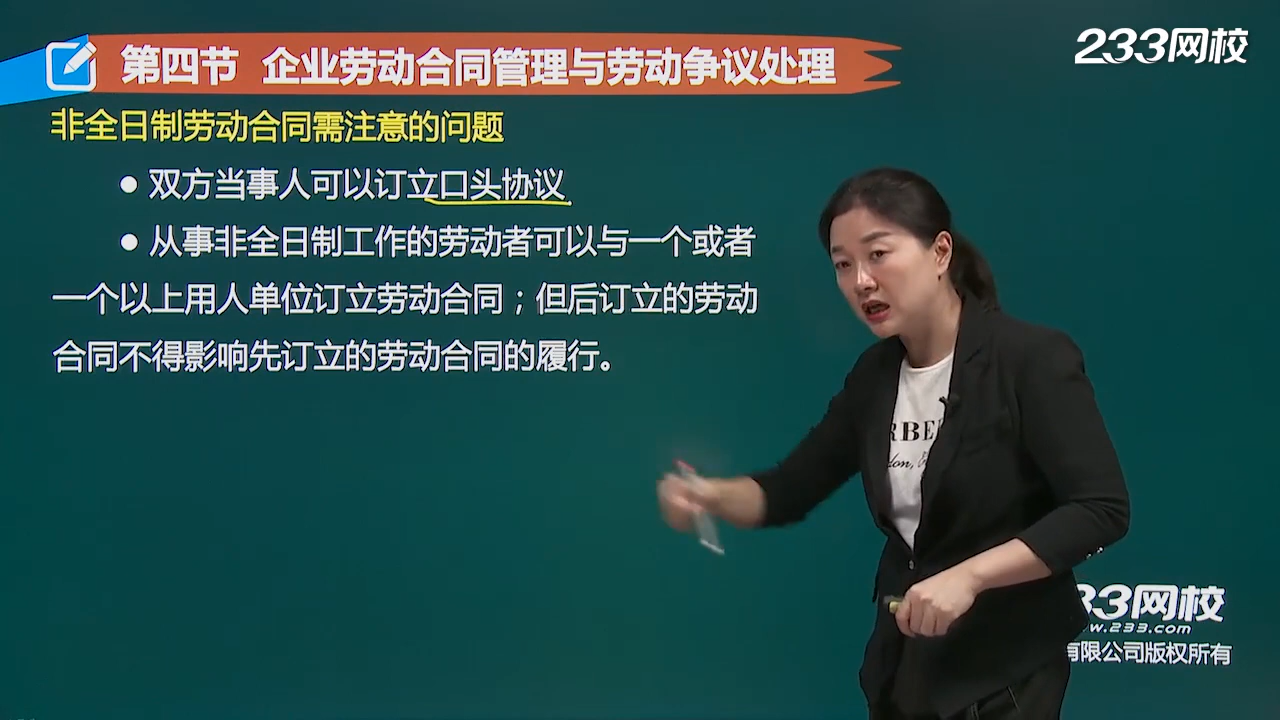 第四节 企业劳动合同管理与劳动争议处理
233网校
非全日制劳动合同需注意的问题
● 双方当事人可以订立口头协议
● 从事非全日制工作的劳动者可以与一个或者
一个以上用人单位订立劳动合同；但后订立的劳动
合同不得影响先订立的劳动合同的履行。
33网校
w.233.com
有限公司版权所有